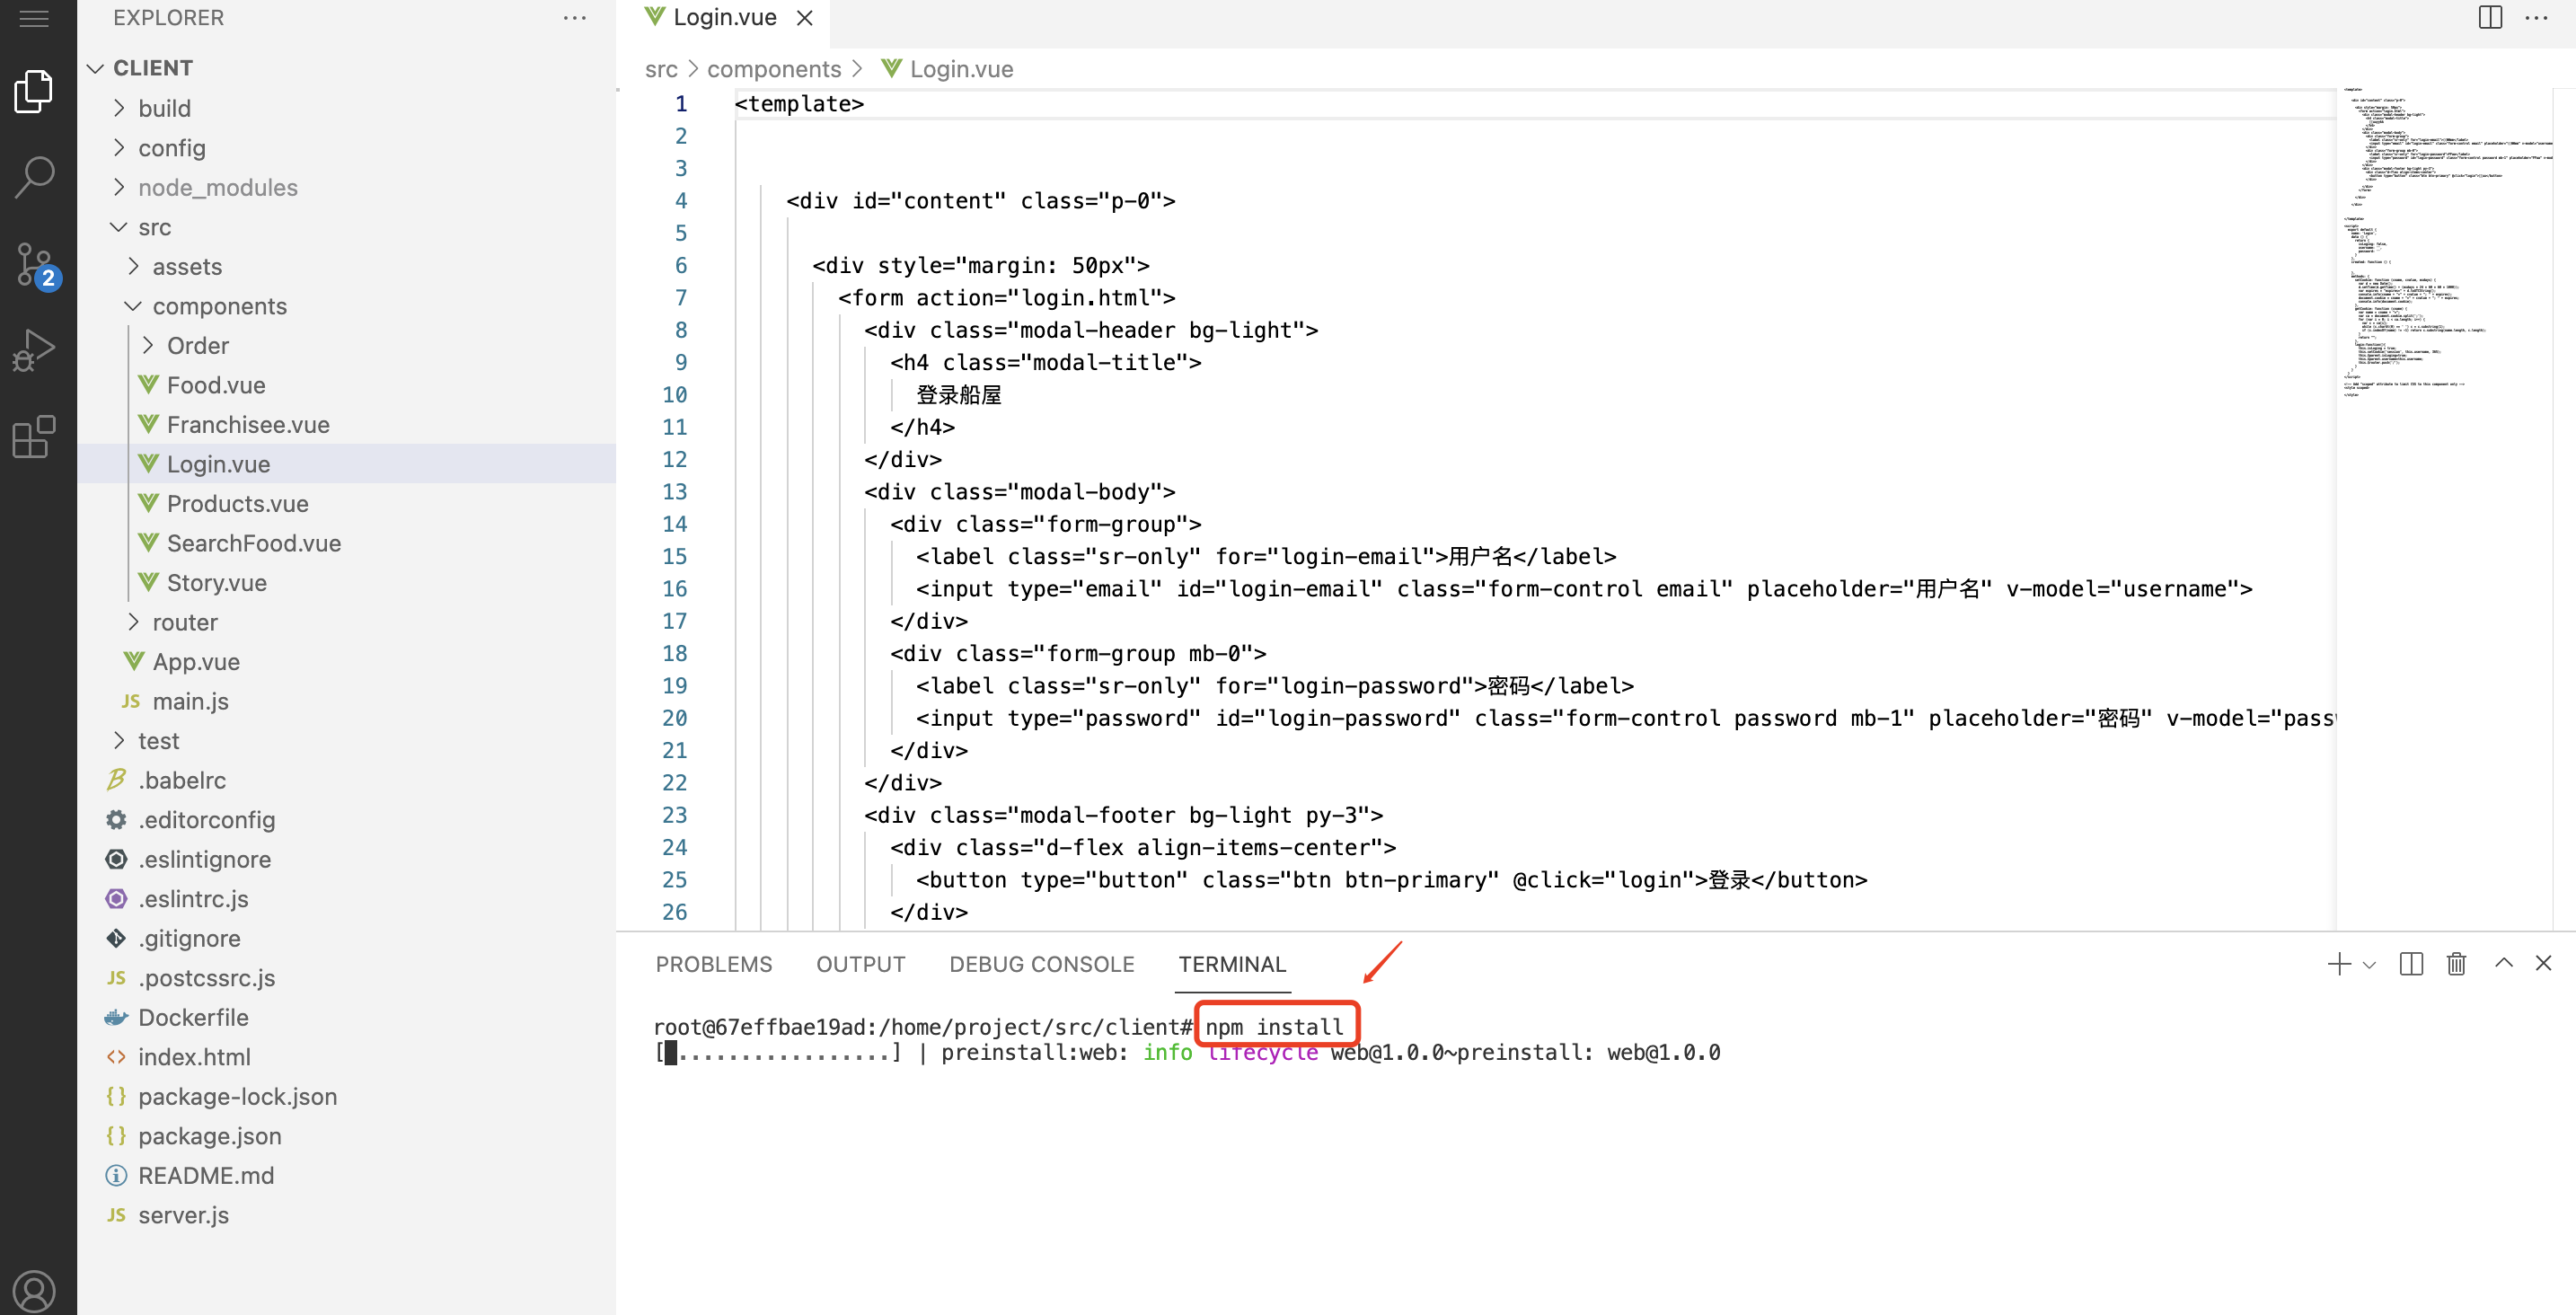 EXPLORER
CLIENT
build
config
node_modules
src
assets
components
Order
Food.vue
Franchisee.vue
Login.vue
Products.vue
SearchFood.vue
Story.vue
router
App.vue
JS main.js
test
.babelrc
.editorconfig
.eslintignore
.eslintrc.js
.gitignore
JS .postcssrc.js
Dockerfile
index.html
package-lock.json
package.json
README.md
JS server.js
2
Login.vue
src > components > Login.vue
1 <template>
2
3
4 <div id="content" class="p-0">
5
6 <div style="margin: 50px">
7 <form action="login.html">
8 <div class="modal-header bg-light">
9 <h4 class="modal-title">
10 登录船屋
11 </h4>
12 </div>
13 <div class="modal-body">
14 <div class="form-group">
15 <label class="sr-only" for="login-email">用户名</label>
16 <input type="email" id="login-email" class="form-control email" placeholder="用户名" v-model="username">
17 </div>
18 <div class="form-group mb-0">
19 <label class="sr-only" for="login-password">密码</label>
20 <input type="password" id="login-password" class="form-control password mb-1" placeholder="密码" v-model="passw
21 </div>
22 </div>
23 <div class="modal-footer bg-light py-3">
24 <div class="d-flex align-items-center">
25 <button type="button" class="btn btn-primary" @click="login">登录</button>
26 </div>
PROBLEMS OUTPUT DEBUG CONSOLE TERMINAL
root@67effbae19ad:/home/project/src/client# npm install
[ .................] | preinstall:web: info lifecycle web@1.0.0~preinstall: web@1.0.0